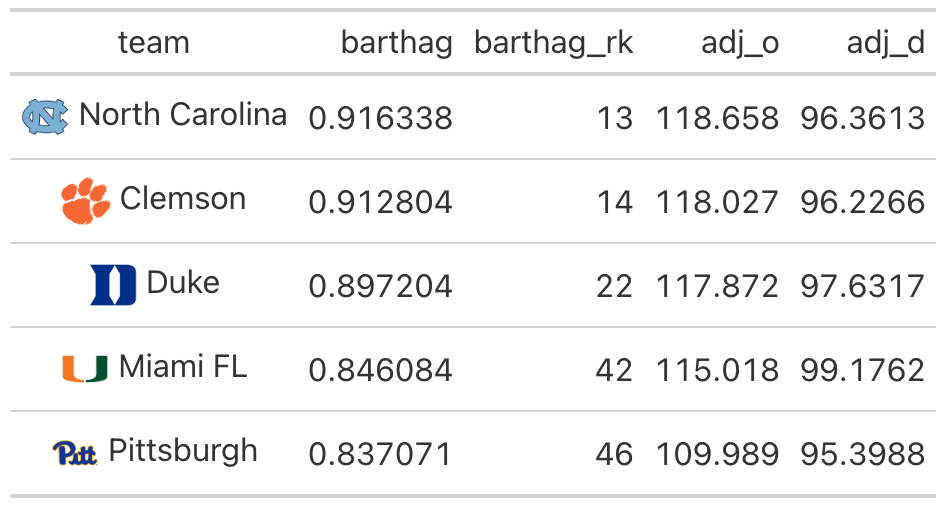 team barthag barthag_rk adj_o adj_d
NC North Carolina 0.916338 13 118.658 96.3613
Clemson 0.912804 14 118.027 96.2266
D Duke 0.897204 22 117.872 97.6317
U Miami FL 0.846084 42 115.018 99.1762
Pitt Pittsburgh 0.837071 46 109.989 95.3988